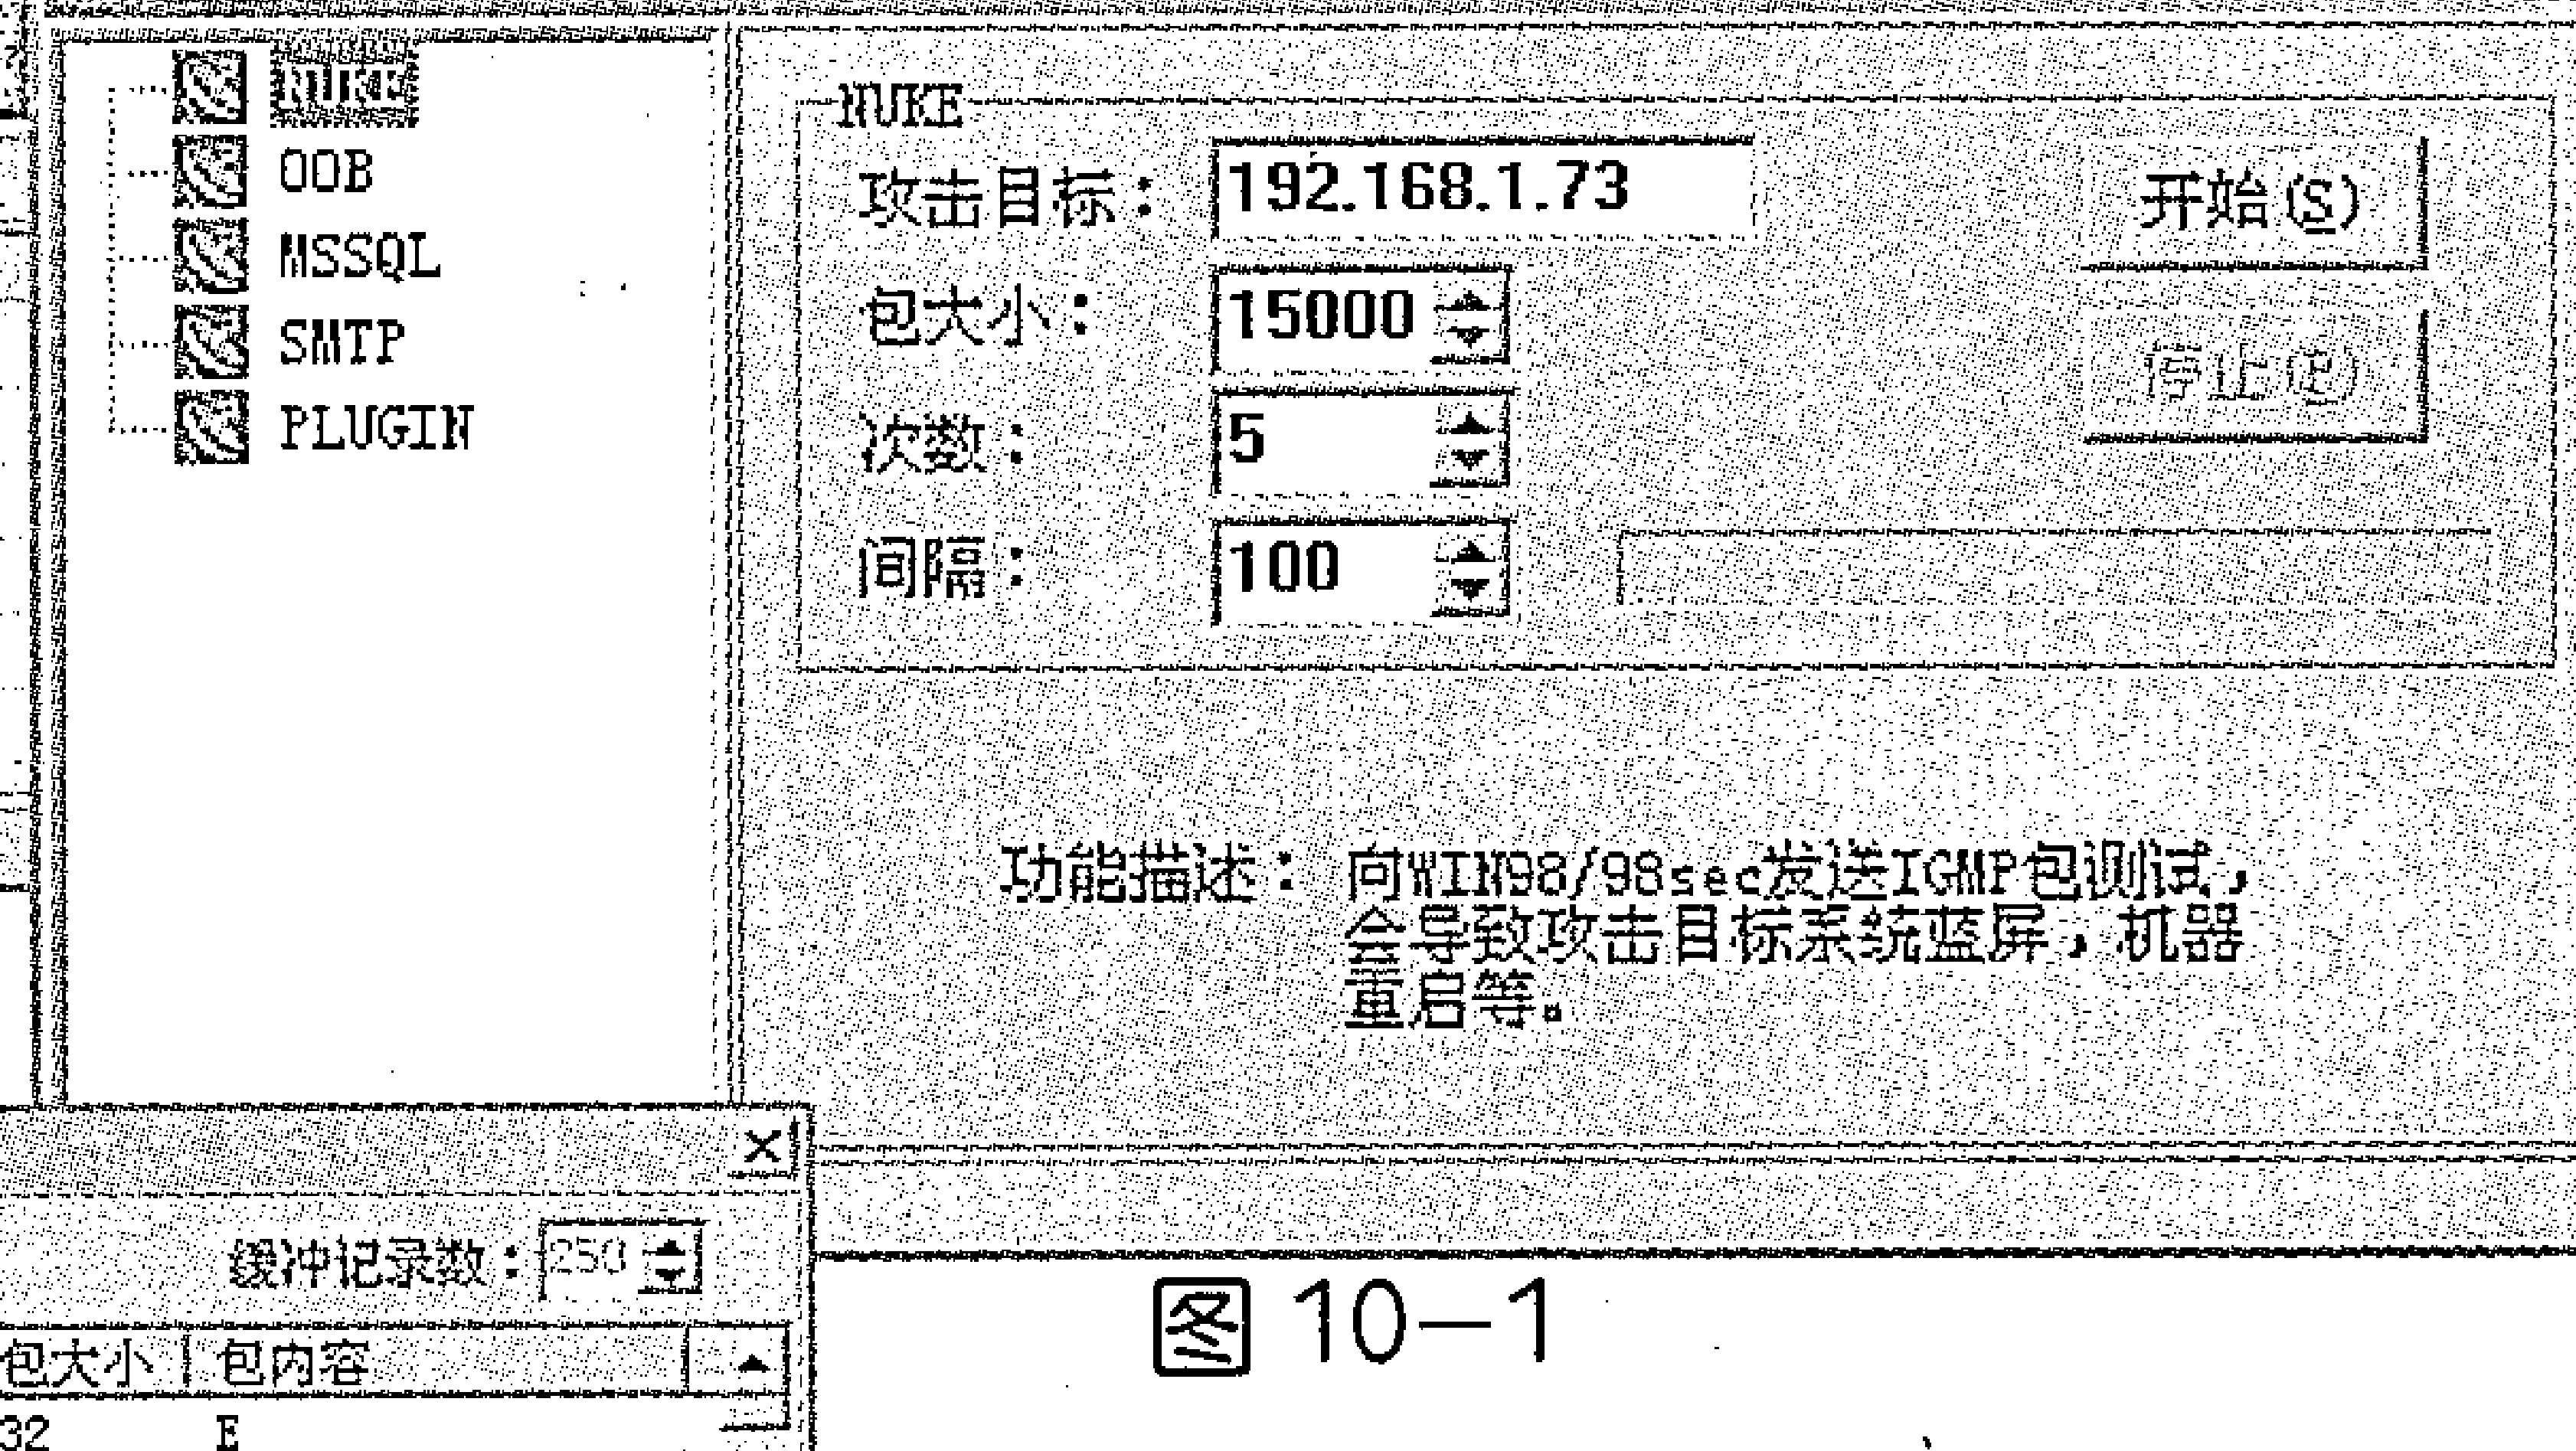 NUKE
OOB
MSSQL
SMTP
PLUGIN
NUKE
攻击目标：
192.168.1.73
开始(S)
包大小：
15000
停止(P)
次数：
5
间隔：
100
功能描述：
向WIN98/98sec发送IGMP包测试，
会导致攻击目标系统蓝屏，机器
重启等。
缓冲记录数：
250
包大小
包内容
32
E
图 10—1